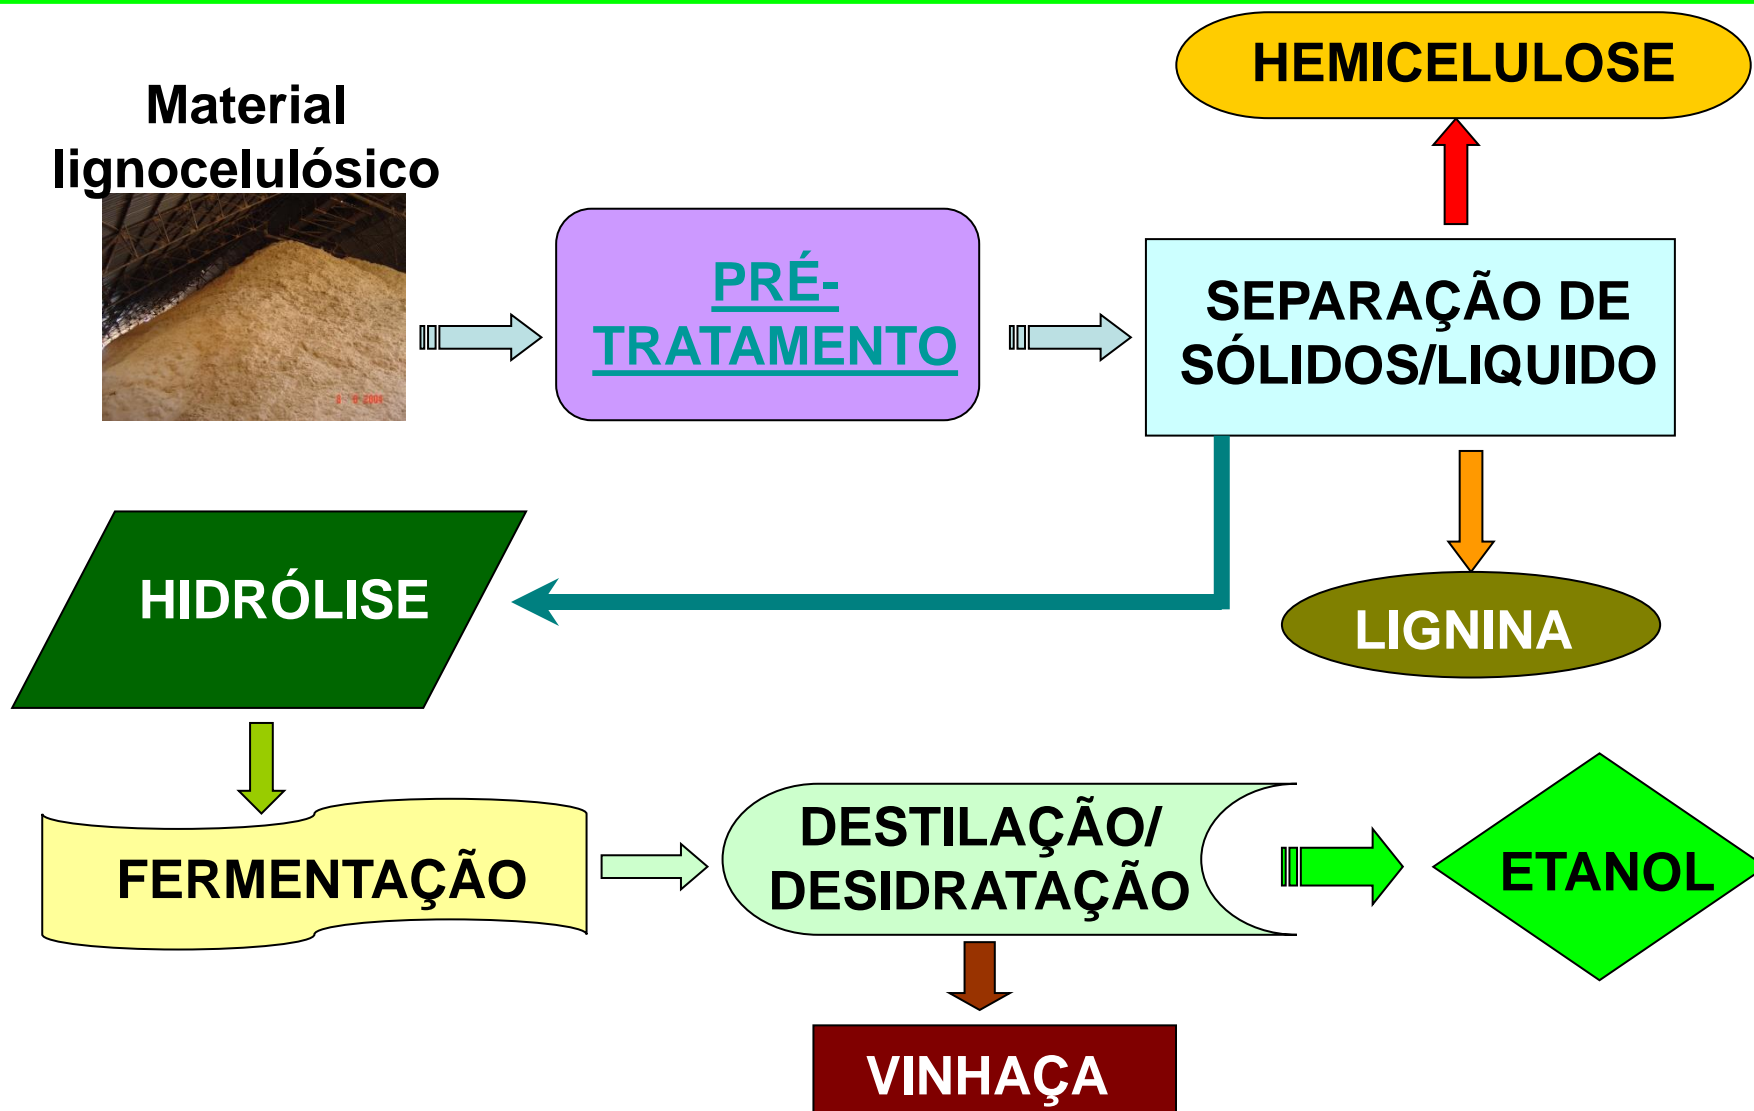 HEMICELULOSE
Material
lignocelulósico
PRÉ-
TRATAMENTO
SEPARAÇÃO DE
SÓLIDOS/LIQUIDO
HIDRÓLISE
LIGNINA
FERMENTAÇÃO
DESTILAÇÃO/
DESIDRATAÇÃO
ETANOL
VINHAÇA